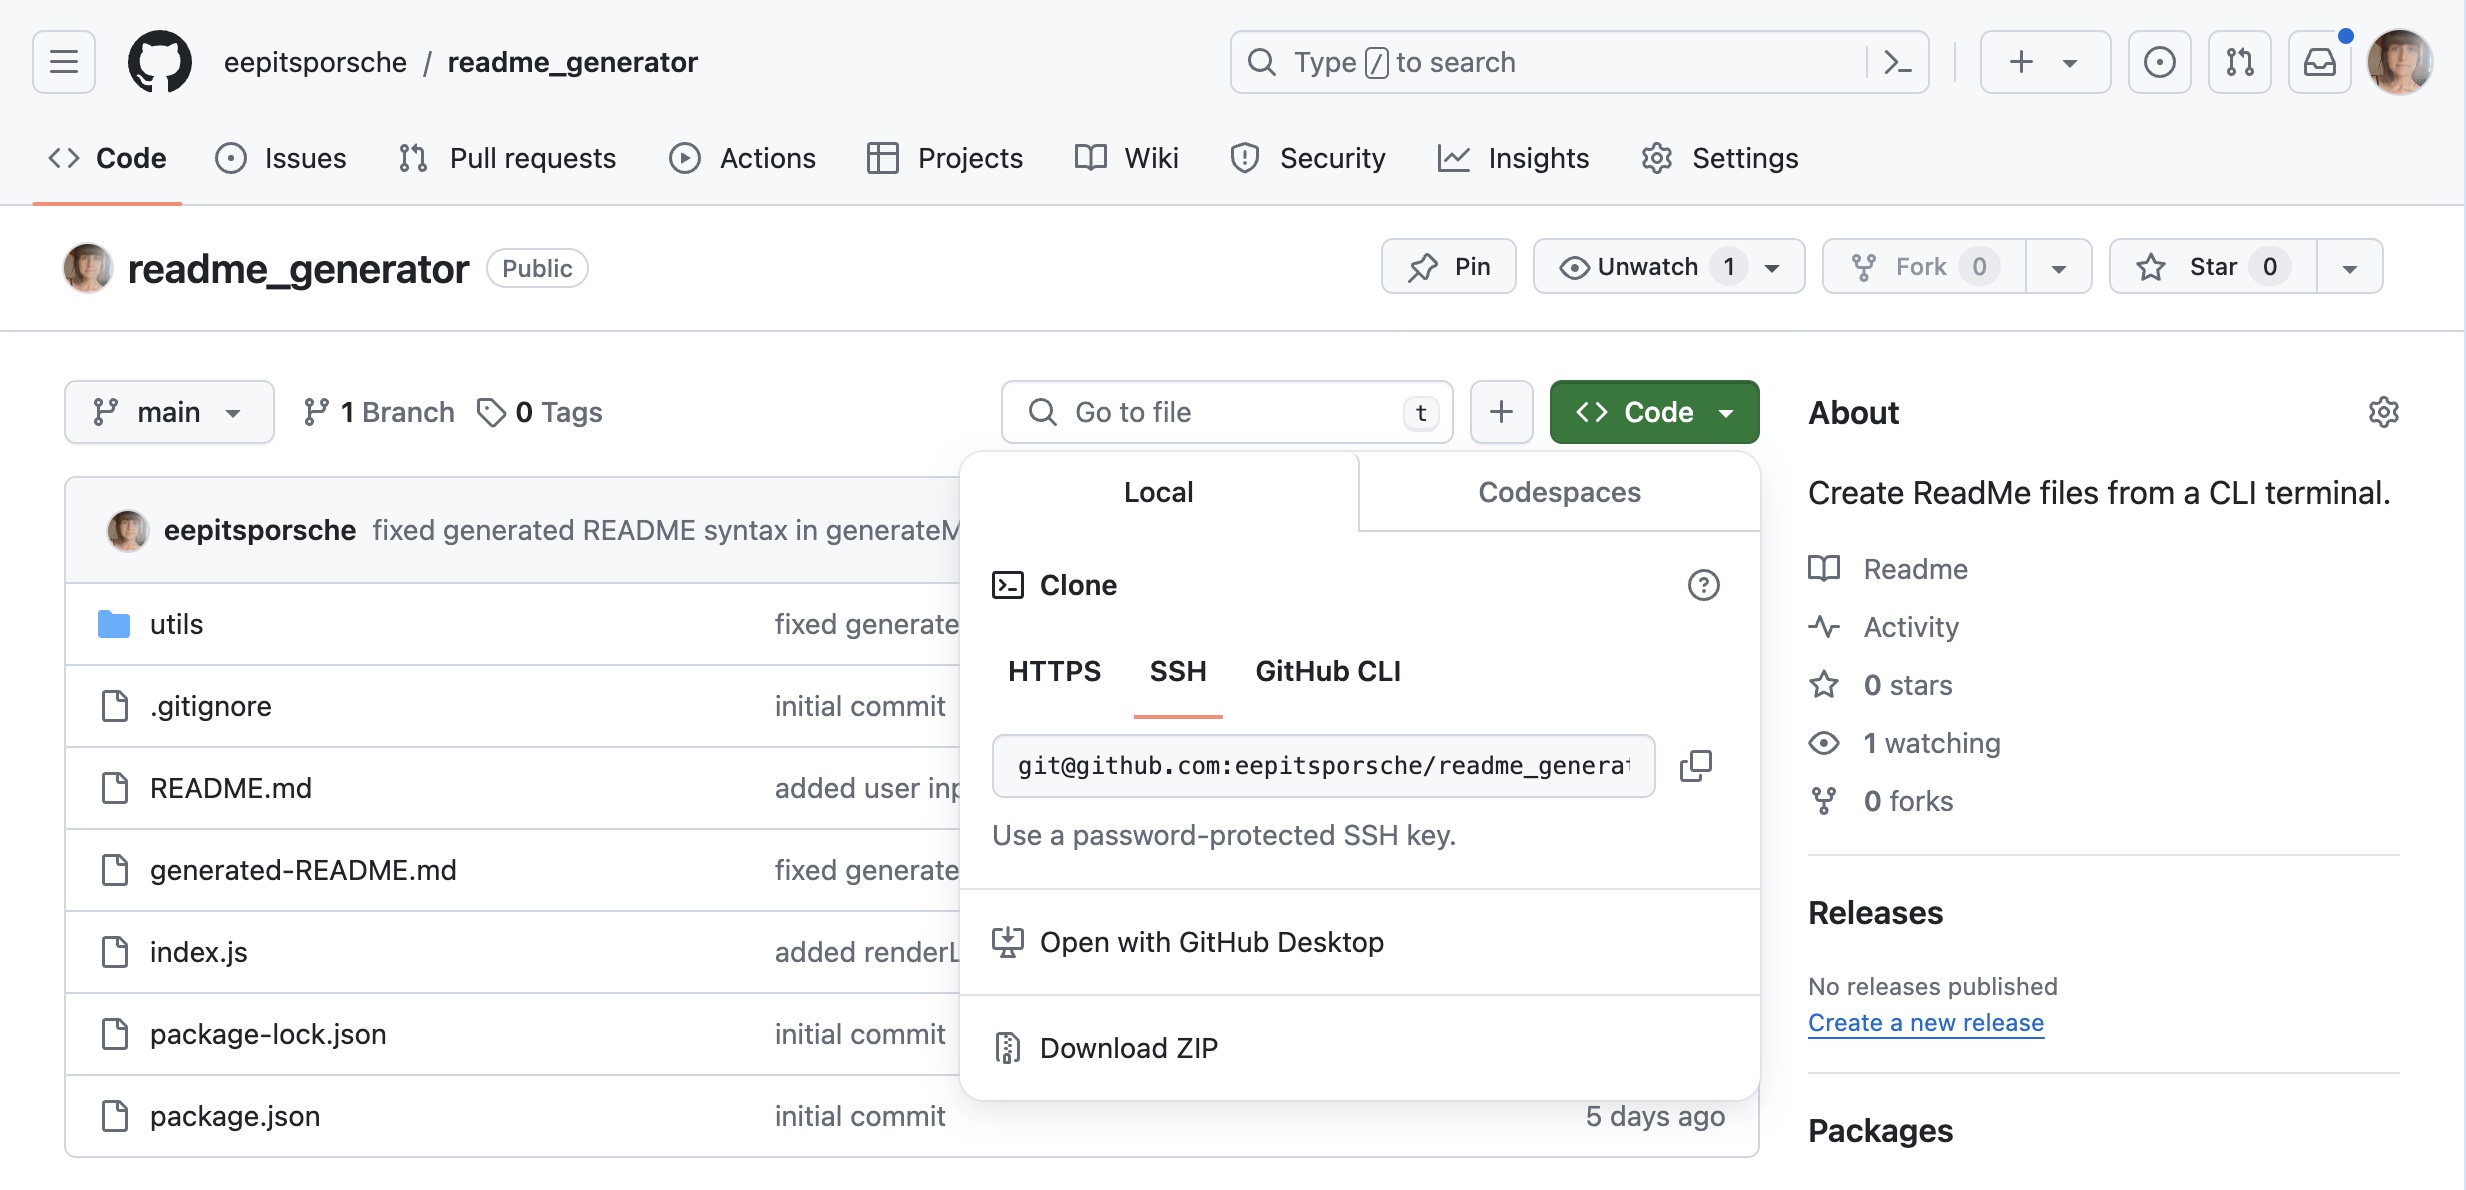 eepitsporsche / readme_generator
Type / to search
Code Issues Pull requests Actions Projects Wiki Security Insights Settings
readme_generator Public
Pin Unwatch 1 Fork 0 Star 0
main 1 Branch 0 Tags
Go to file t
Code
About
Create ReadMe files from a CLI terminal.
Readme
Activity
0 stars
1 watching
0 forks
Releases
No releases published
Create a new release
Packages
eepitsporsche fixed generated README syntax in generateM
utils fixed generate
.gitignore initial commit
README.md added user inp
generated-README.md fixed generate
index.js added renderL
package-lock.json initial commit
package.json initial commit 5 days ago
Local Codespaces
Clone
HTTPS SSH GitHub CLI
git@github.com:eepitsporsche/readme_generat
Use a password-protected SSH key.
Open with GitHub Desktop
Download ZIP